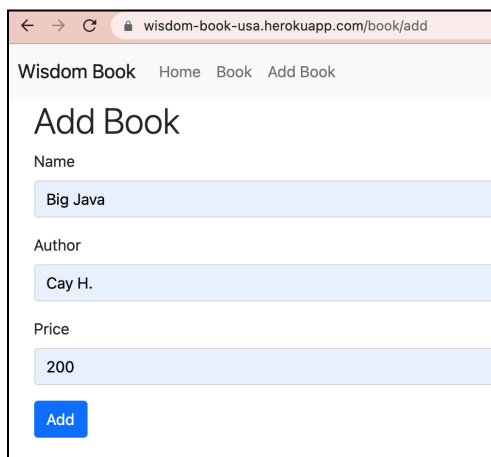 wisdom-book-usa.herokuapp.com/book/add
Wisdom Book Home Book Add Book
Add Book
Name
Big Java
Author
Cay H.
Price
200
Add